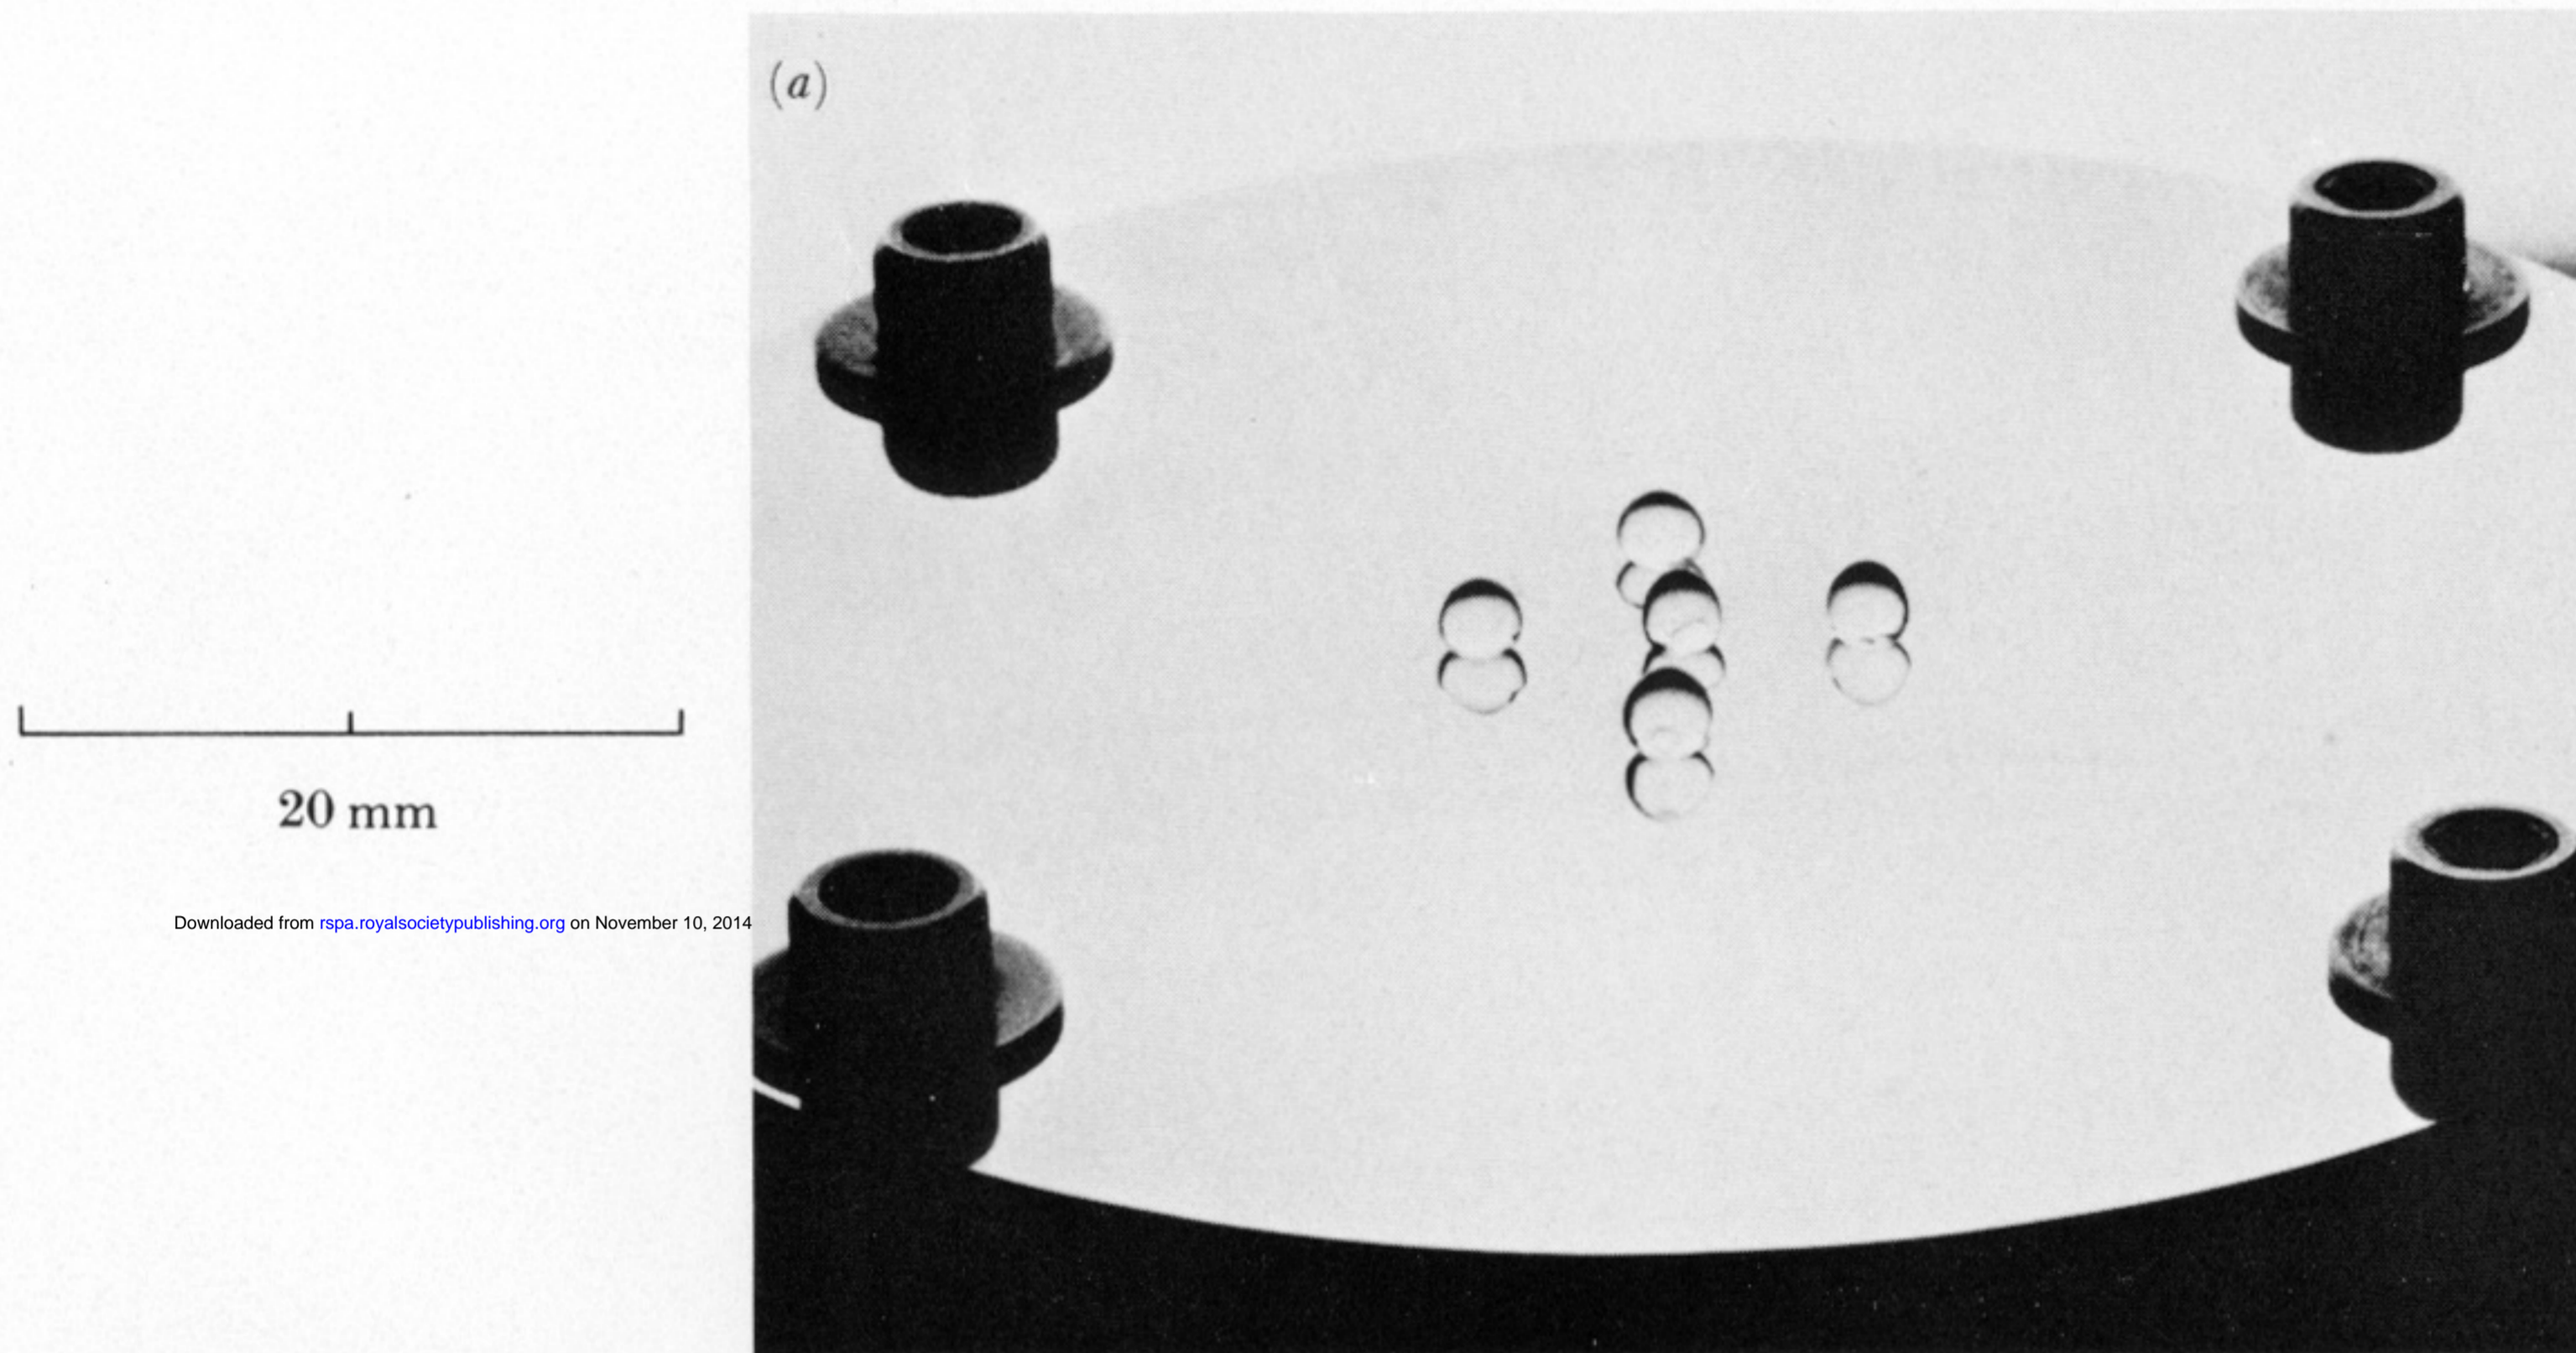 (a)
20 mm
Downloaded from rspa.royalsocietypublishing.org on November 10, 2014